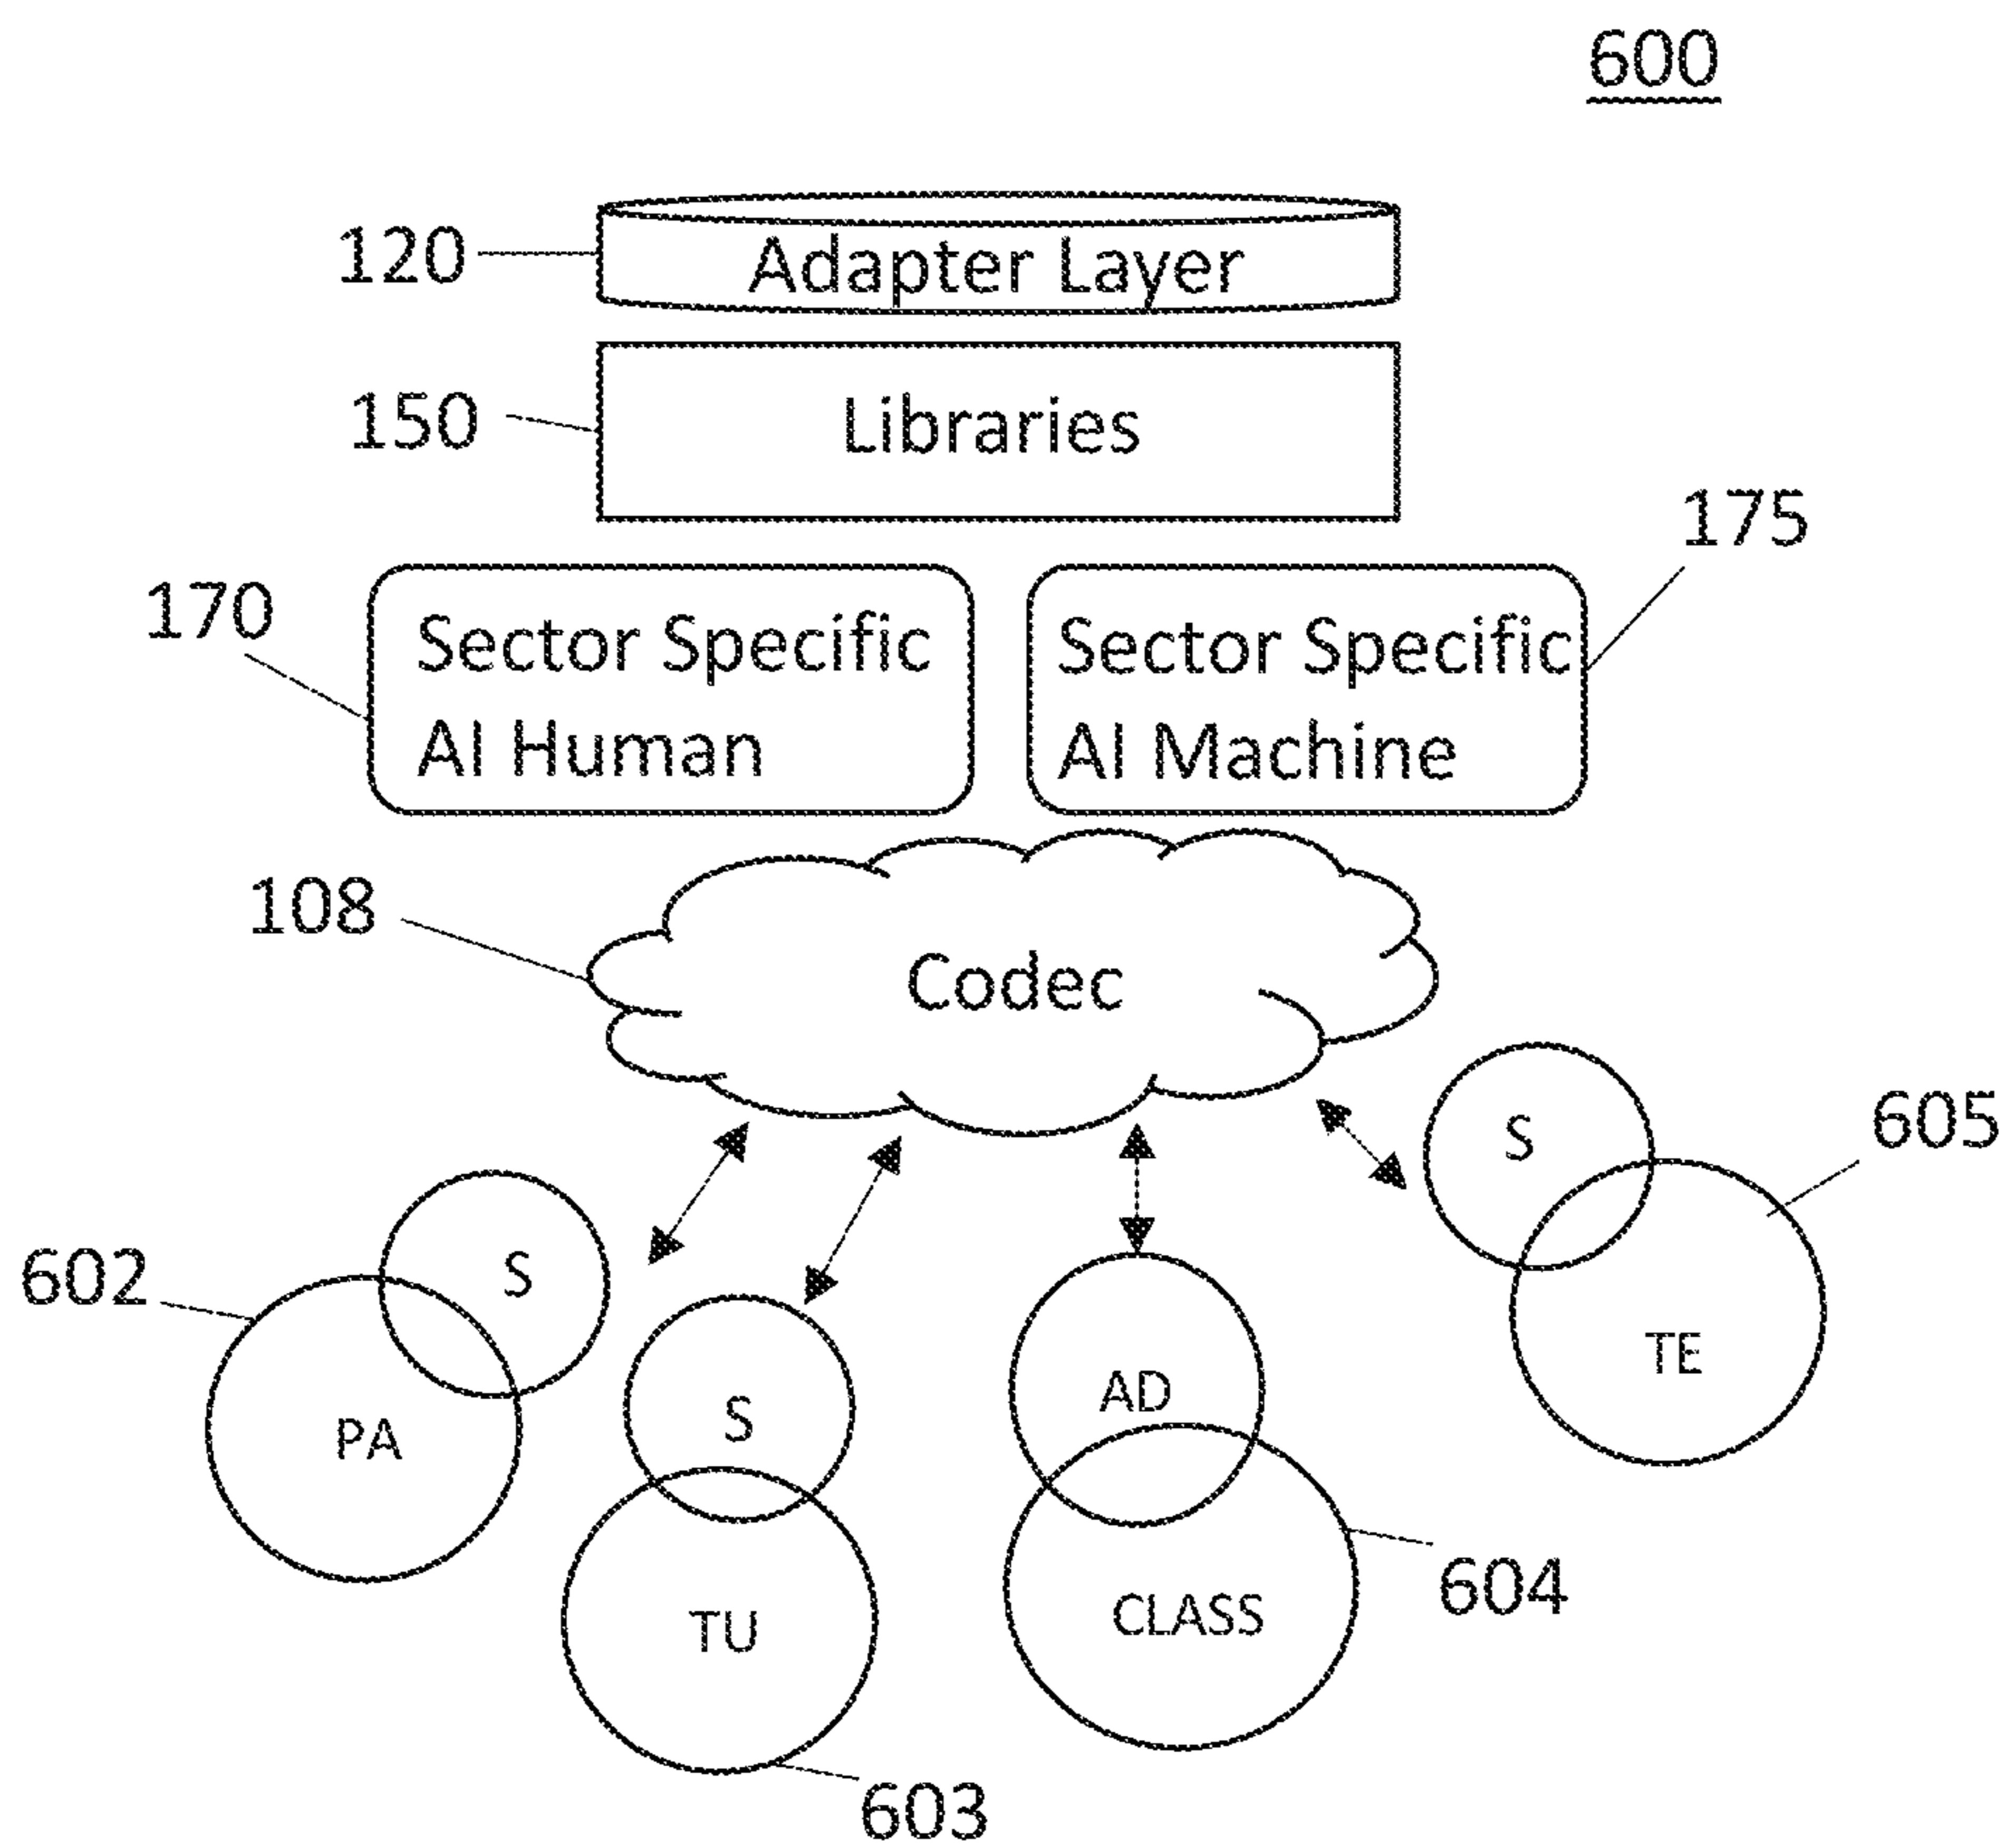 600
120
Adapter Layer
150
Libraries
175
170
Sector Specific
AI Human
Sector Specific
AI Machine
108
Codec
S
605
602
S
TE
PA
S
AD
TU
CLASS
604
603